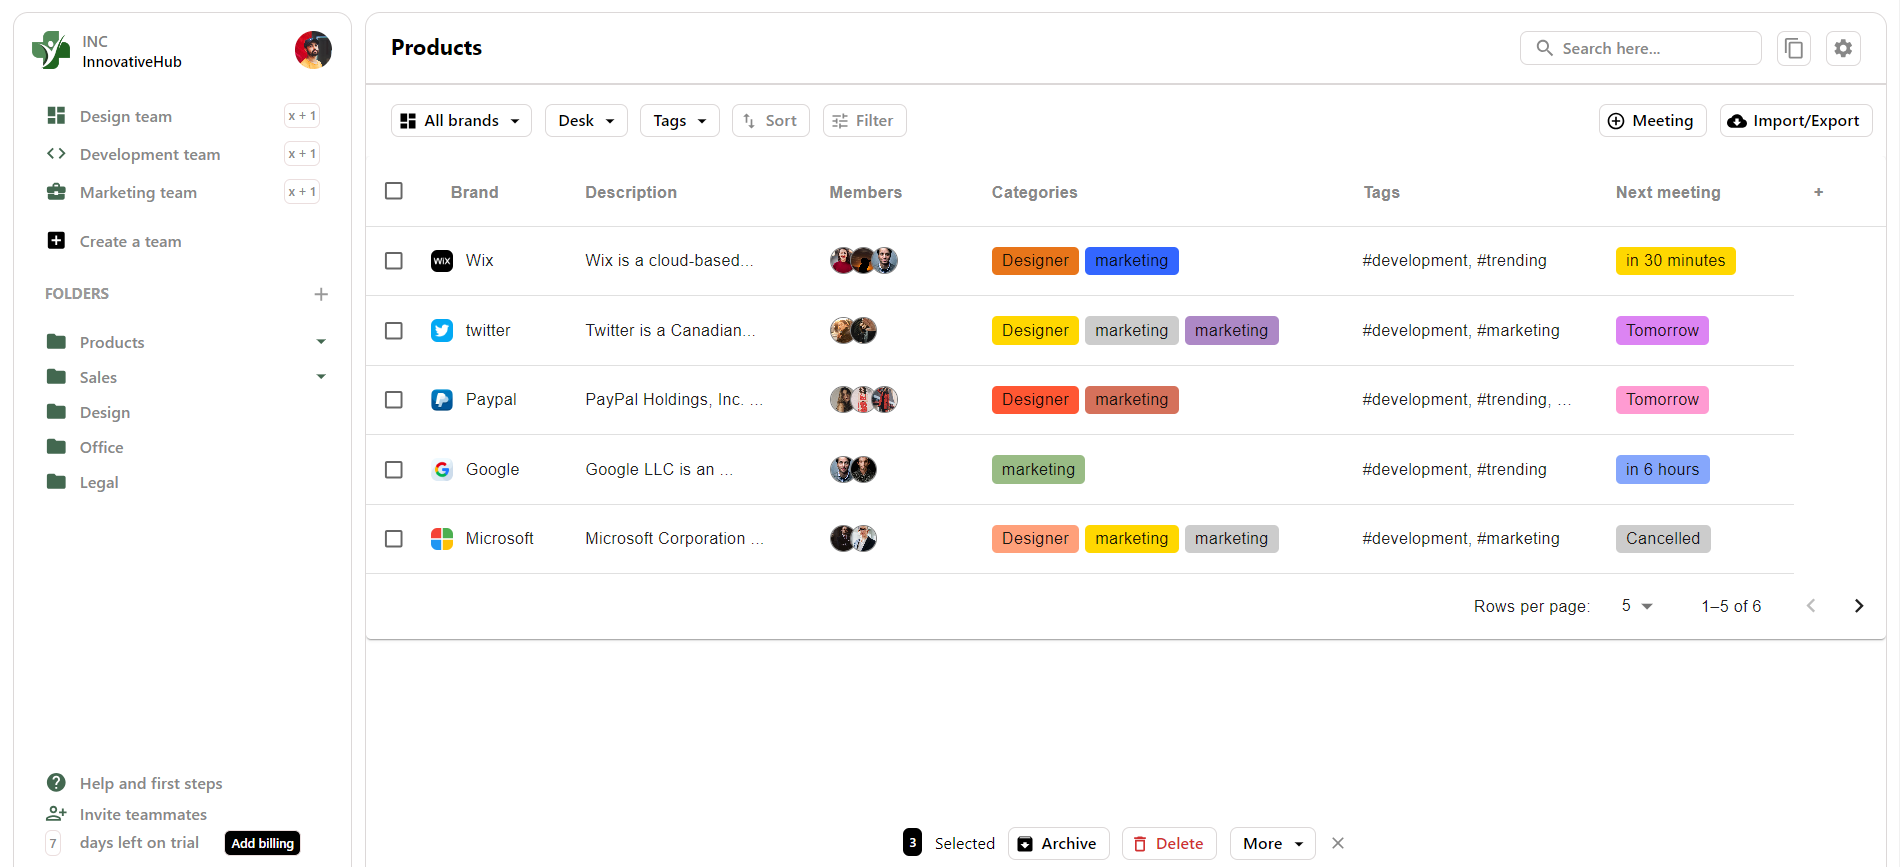 INC
InnovativeHub
Design team x + 1
Development team x + 1
Marketing team x + 1
Create a team
FOLDERS
Products
Sales
Design
Office
Legal
Help and first steps
Invite teammates
7 days left on trial Add billing
Products
Search here...
All brands Desk Tags Sort Filter Meeting Import/Export
Brand Description Members Categories Tags Next meeting +
WiX Wix Wix is a cloud-based... Designer marketing #development, #trending in 30 minutes
twitter Twitter is a Canadian... Designer marketing marketing #development, #marketing Tomorrow
Paypal PayPal Holdings, Inc. ... Designer marketing #development, #trending, ... Tomorrow
Google Google LLC is an ... marketing #development, #trending in 6 hours
Microsoft Microsoft Corporation ... Designer marketing marketing #development, #marketing Cancelled
Rows per page: 5 1–5 of 6
3 Selected Archive Delete More